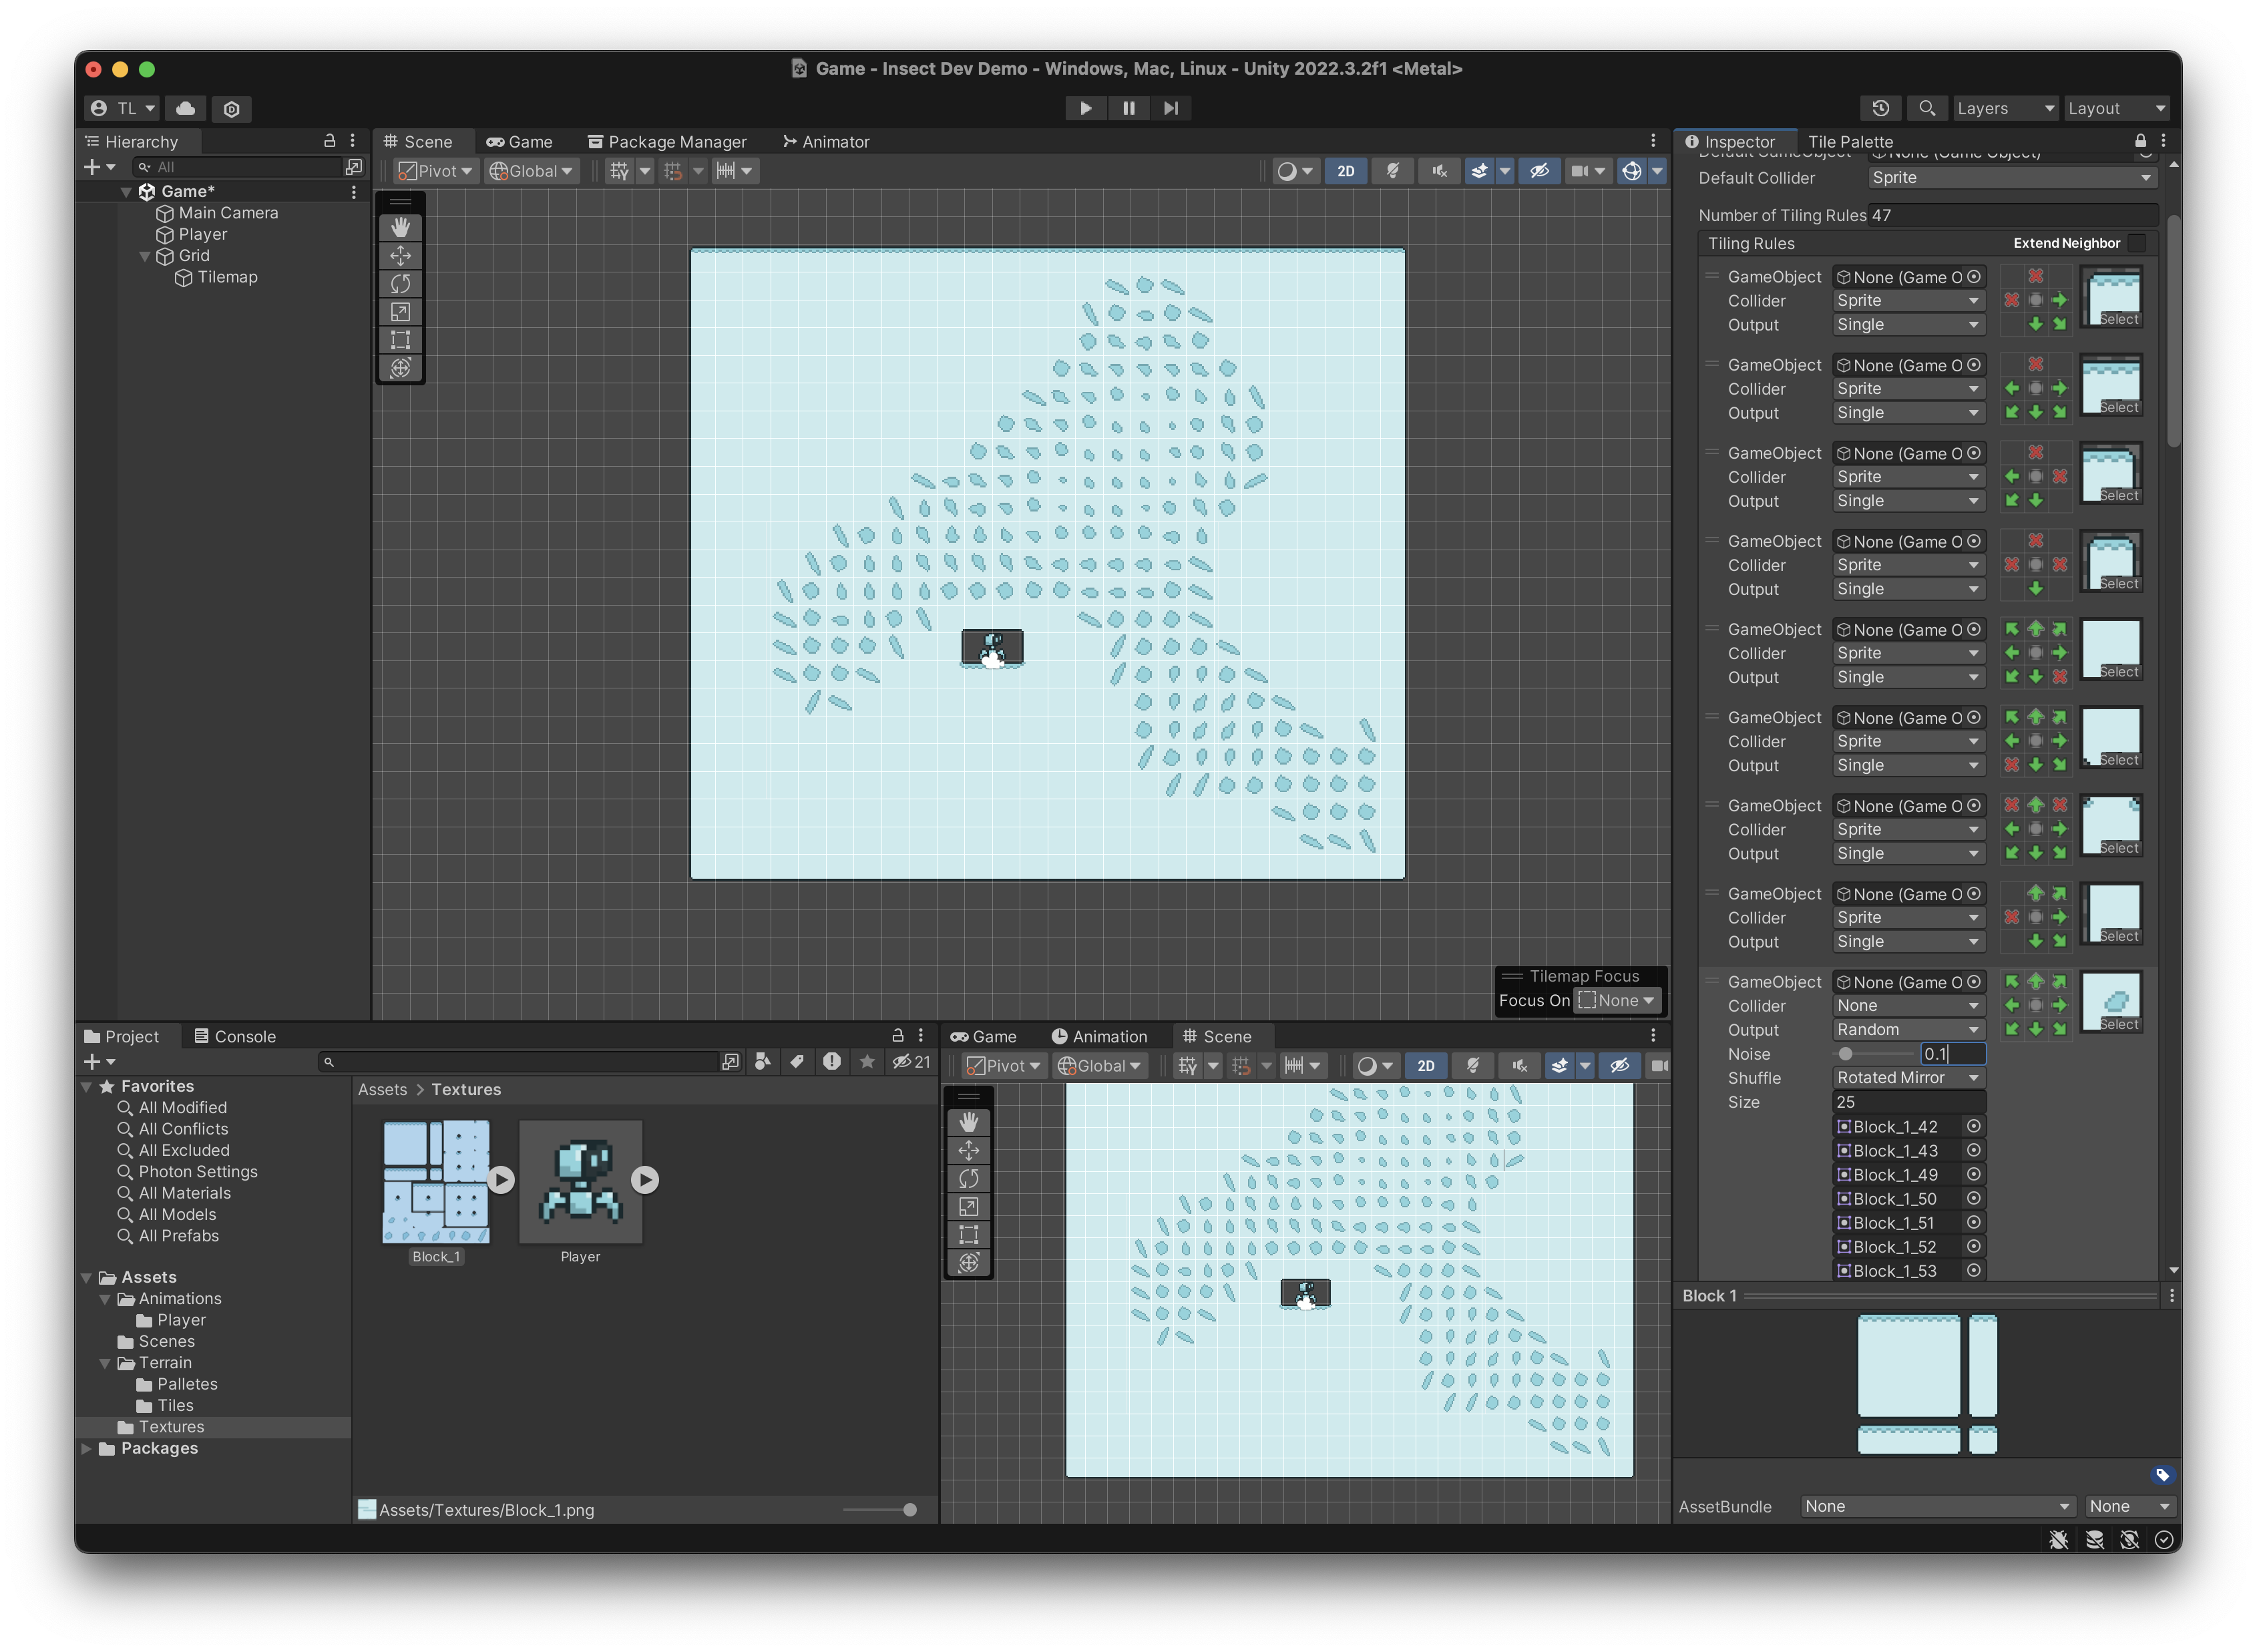 Game - Insect Dev Demo - Windows, Mac, Linux - Unity 2022.3.2f1 <Metal>
TL
Layers
Layout
Hierarchy
All
Game*
Main Camera
Player
Grid
Tilemap
Scene
Game
Package Manager
Animator
Pivot
Global
2D
Tilemap Focus
Focus On
None
Inspector
Tile Palette
Default GameObject
None (Game Object)
Default Collider
Sprite
Number of Tiling Rules
47
Tiling Rules
Extend Neighbor
GameObject
None (Game O
Collider
Sprite
Output
Single
Select
GameObject
None (Game O
Collider
Sprite
Output
Single
Select
GameObject
None (Game O
Collider
Sprite
Output
Single
Select
GameObject
None (Game O
Collider
Sprite
Output
Single
Select
GameObject
None (Game O
Collider
Sprite
Output
Single
Select
GameObject
None (Game O
Collider
Sprite
Output
Single
Select
GameObject
None (Game O
Collider
Sprite
Output
Single
Select
GameObject
None (Game O
Collider
Sprite
Output
Single
Select
GameObject
None (Game O
Collider
None
Output
Random
Select
Noise
0.1
Shuffle
Rotated Mirror
Size
25
Block_1_42
Block_1_43
Block_1_49
Block_1_50
Block_1_51
Block_1_52
Block_1_53
Block 1
AssetBundle
None
None
Project
Console
21
Favorites
All Modified
All Conflicts
All Excluded
Photon Settings
All Materials
All Models
All Prefabs
Assets
Animations
Player
Scenes
Terrain
Palletes
Tiles
Textures
Packages
Assets > Textures
Block_1
Player
Assets/Textures/Block_1.png
Game
Animation
Scene
Pivot
Global
2D